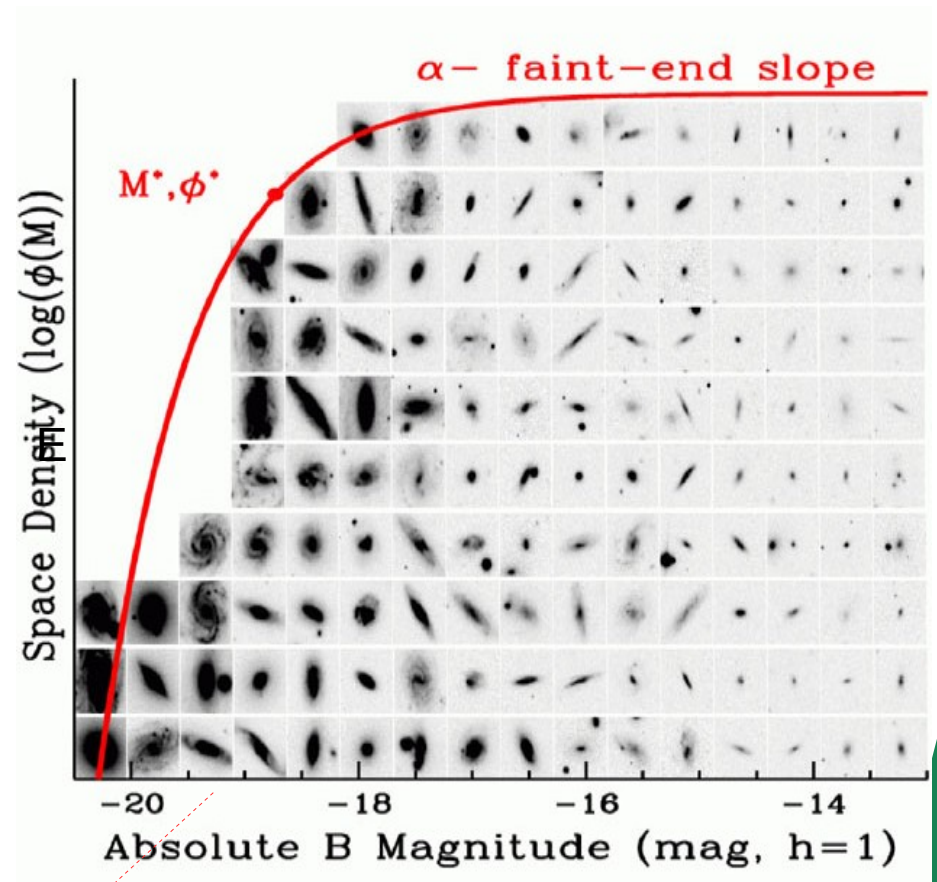 α− faint−end slope
M*,ϕ*
Space Density (log(ϕ(M))
−20 −18 −16 −14
Absolute B Magnitude (mag, h=1)